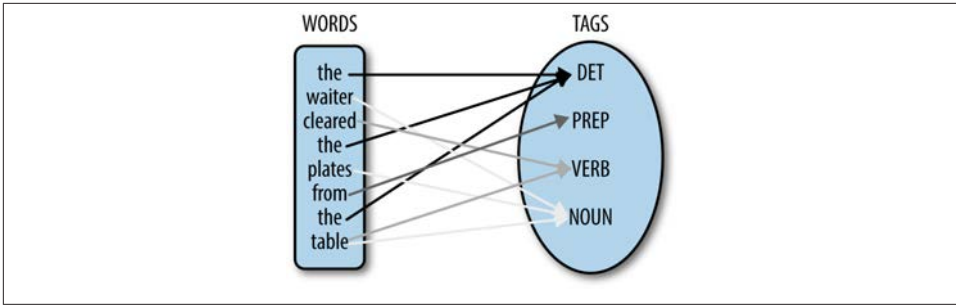 WORDS
TAGS
the
waiter
cleared
the
plates
from
the
table
DET
PREP
VERB
NOUN